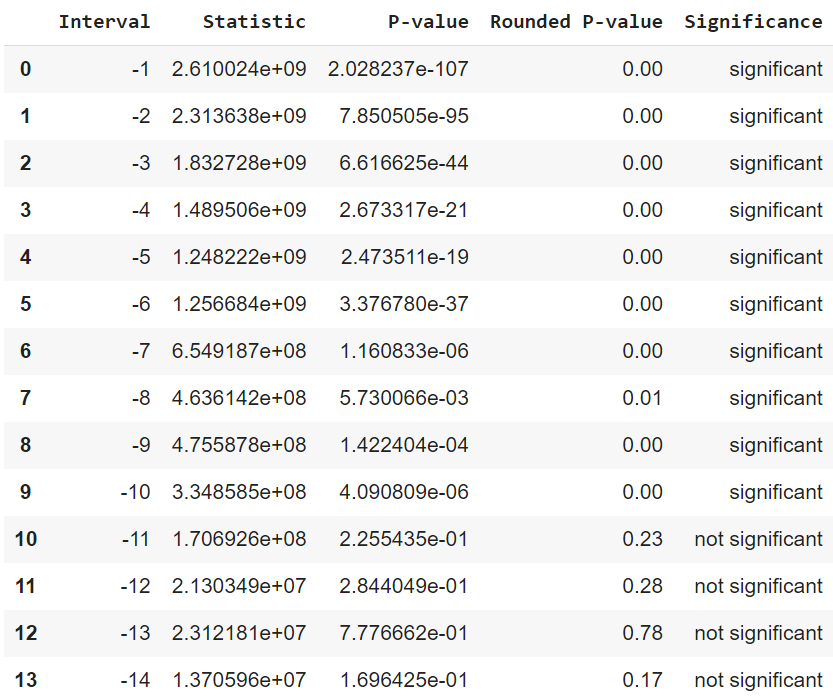 Interval Statistic P-value Rounded P-value Significance
0 -1 2.610024e+09 2.028237e-107 0.00 significant
1 -2 2.313638e+09 7.850505e-95 0.00 significant
2 -3 1.832728e+09 6.616625e-44 0.00 significant
3 -4 1.489506e+09 2.673317e-21 0.00 significant
4 -5 1.248222e+09 2.473511e-19 0.00 significant
5 -6 1.256684e+09 3.376780e-37 0.00 significant
6 -7 6.549187e+08 1.160833e-06 0.00 significant
7 -8 4.636142e+08 5.730066e-03 0.01 significant
8 -9 4.755878e+08 1.422404e-04 0.00 significant
9 -10 3.348585e+08 4.090809e-06 0.00 significant
10 -11 1.706926e+08 2.255435e-01 0.23 not significant
11 -12 2.130349e+07 2.844049e-01 0.28 not significant
12 -13 2.312181e+07 7.776662e-01 0.78 not significant
13 -14 1.370596e+07 1.696425e-01 0.17 not significant